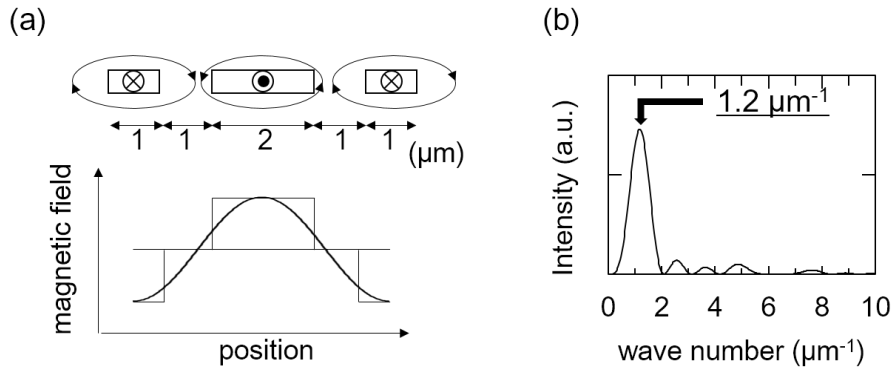 (a)
1 1 2 1 1 (μm)
magnetic field
position
(b)
1.2 μm-1
Intensity (a.u.)
0 2 4 6 8 10
wave number (μm-1)